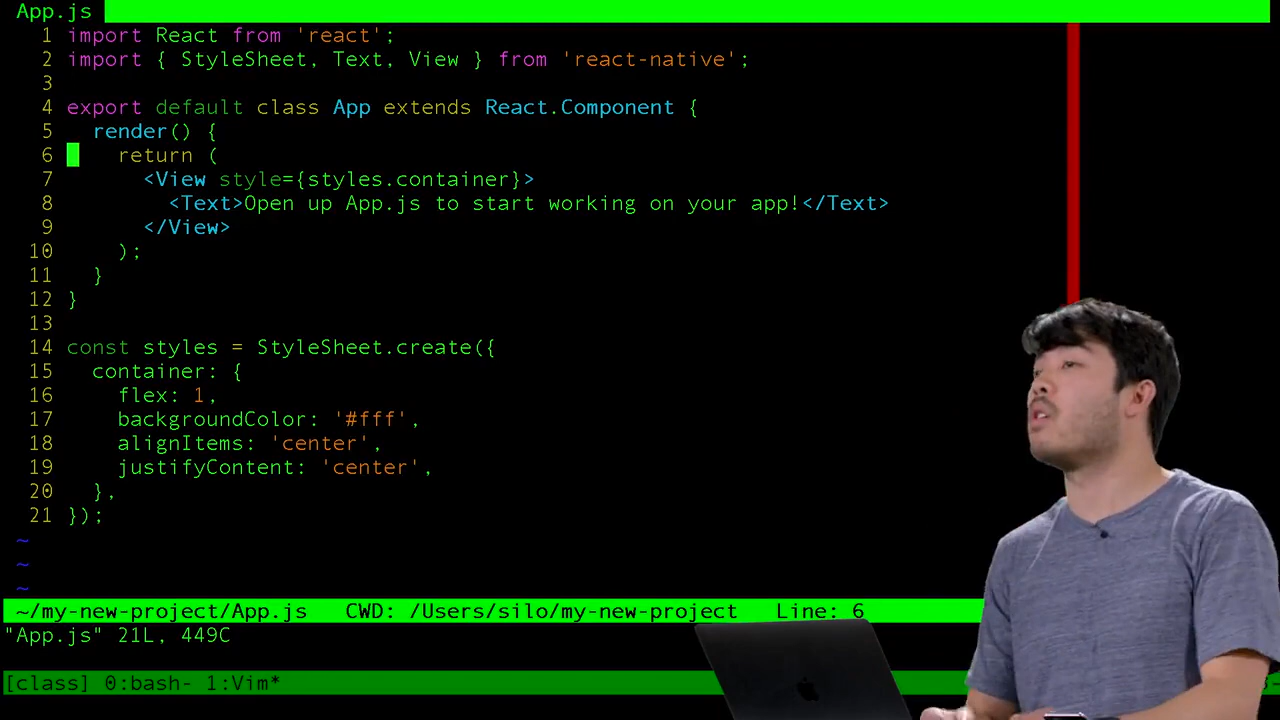 App.js
1 import React from 'react';
2 import { StyleSheet, Text, View } from 'react-native';
3
4 export default class App extends React.Component {
5   render() {
6     return (
7       <View style={styles.container}>
8         <Text>Open up App.js to start working on your app!</Text>
9       </View>
10     );
11   }
12 }
13
14 const styles = StyleSheet.create({
15   container: {
16     flex: 1,
17     backgroundColor: '#fff',
18     alignItems: 'center',
19     justifyContent: 'center',
20   },
21 });
~
~
~
~/my-new-project/App.js   CWD: /Users/silo/my-new-project   Line: 6
"App.js" 21L, 449C
[class] 0:bash- 1:Vim*